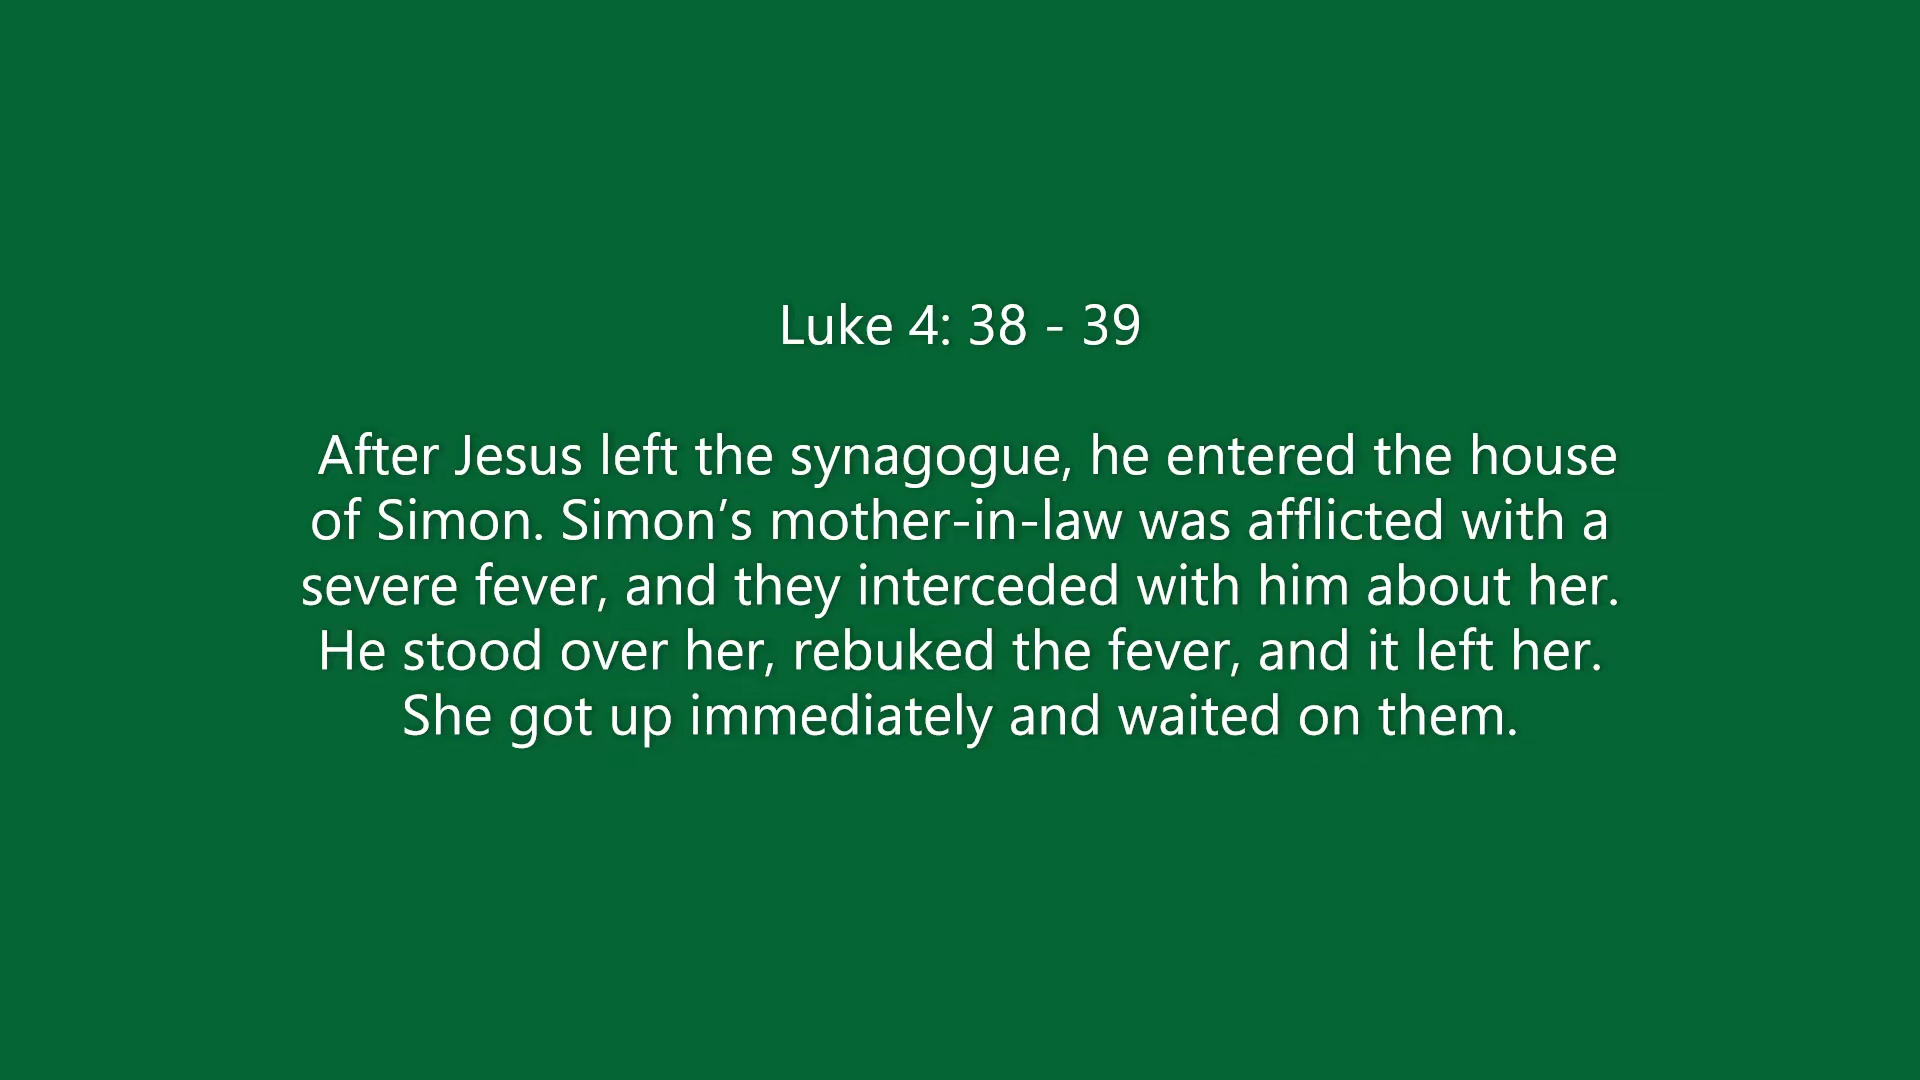 Luke 4: 38 - 39
After Jesus left the synagogue, he entered the house
of Simon. Simon’s mother-in-law was afflicted with a
severe fever, and they interceded with him about her.
He stood over her, rebuked the fever, and it left her.
She got up immediately and waited on them.